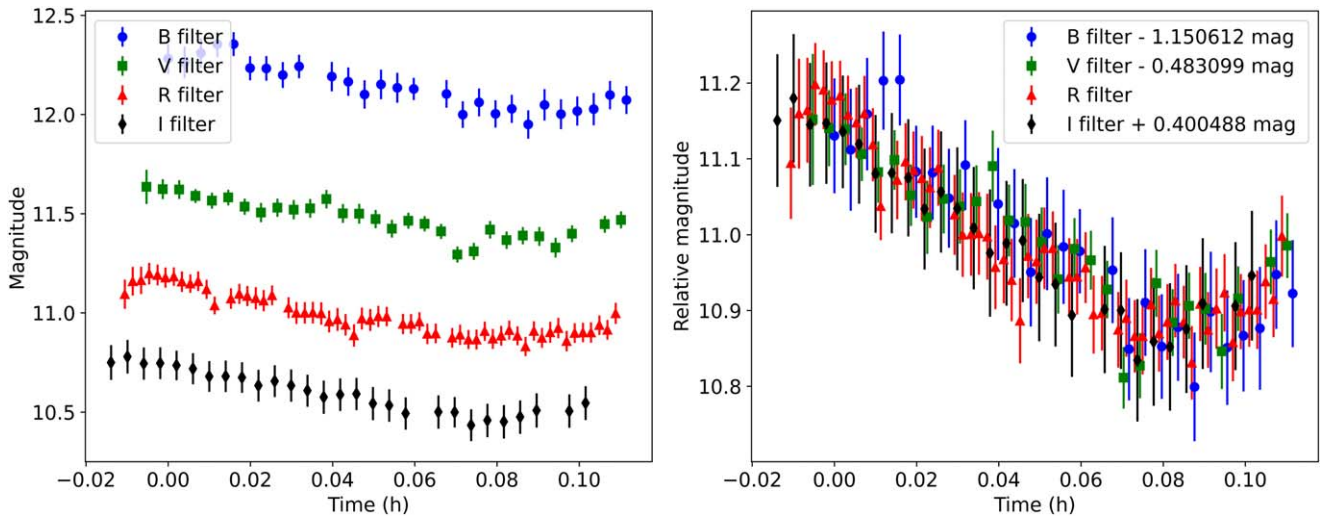 12.5
12.0
11.5
11.0
10.5
Magnitude
B filter
V filter
R filter
I filter
−0.02 0.00 0.02 0.04 0.06 0.08 0.10
Time (h)
11.2
11.1
11.0
10.9
10.8
Relative magnitude
B filter - 1.150612 mag
V filter - 0.483099 mag
R filter
I filter + 0.400488 mag
−0.02 0.00 0.02 0.04 0.06 0.08 0.10
Time (h)